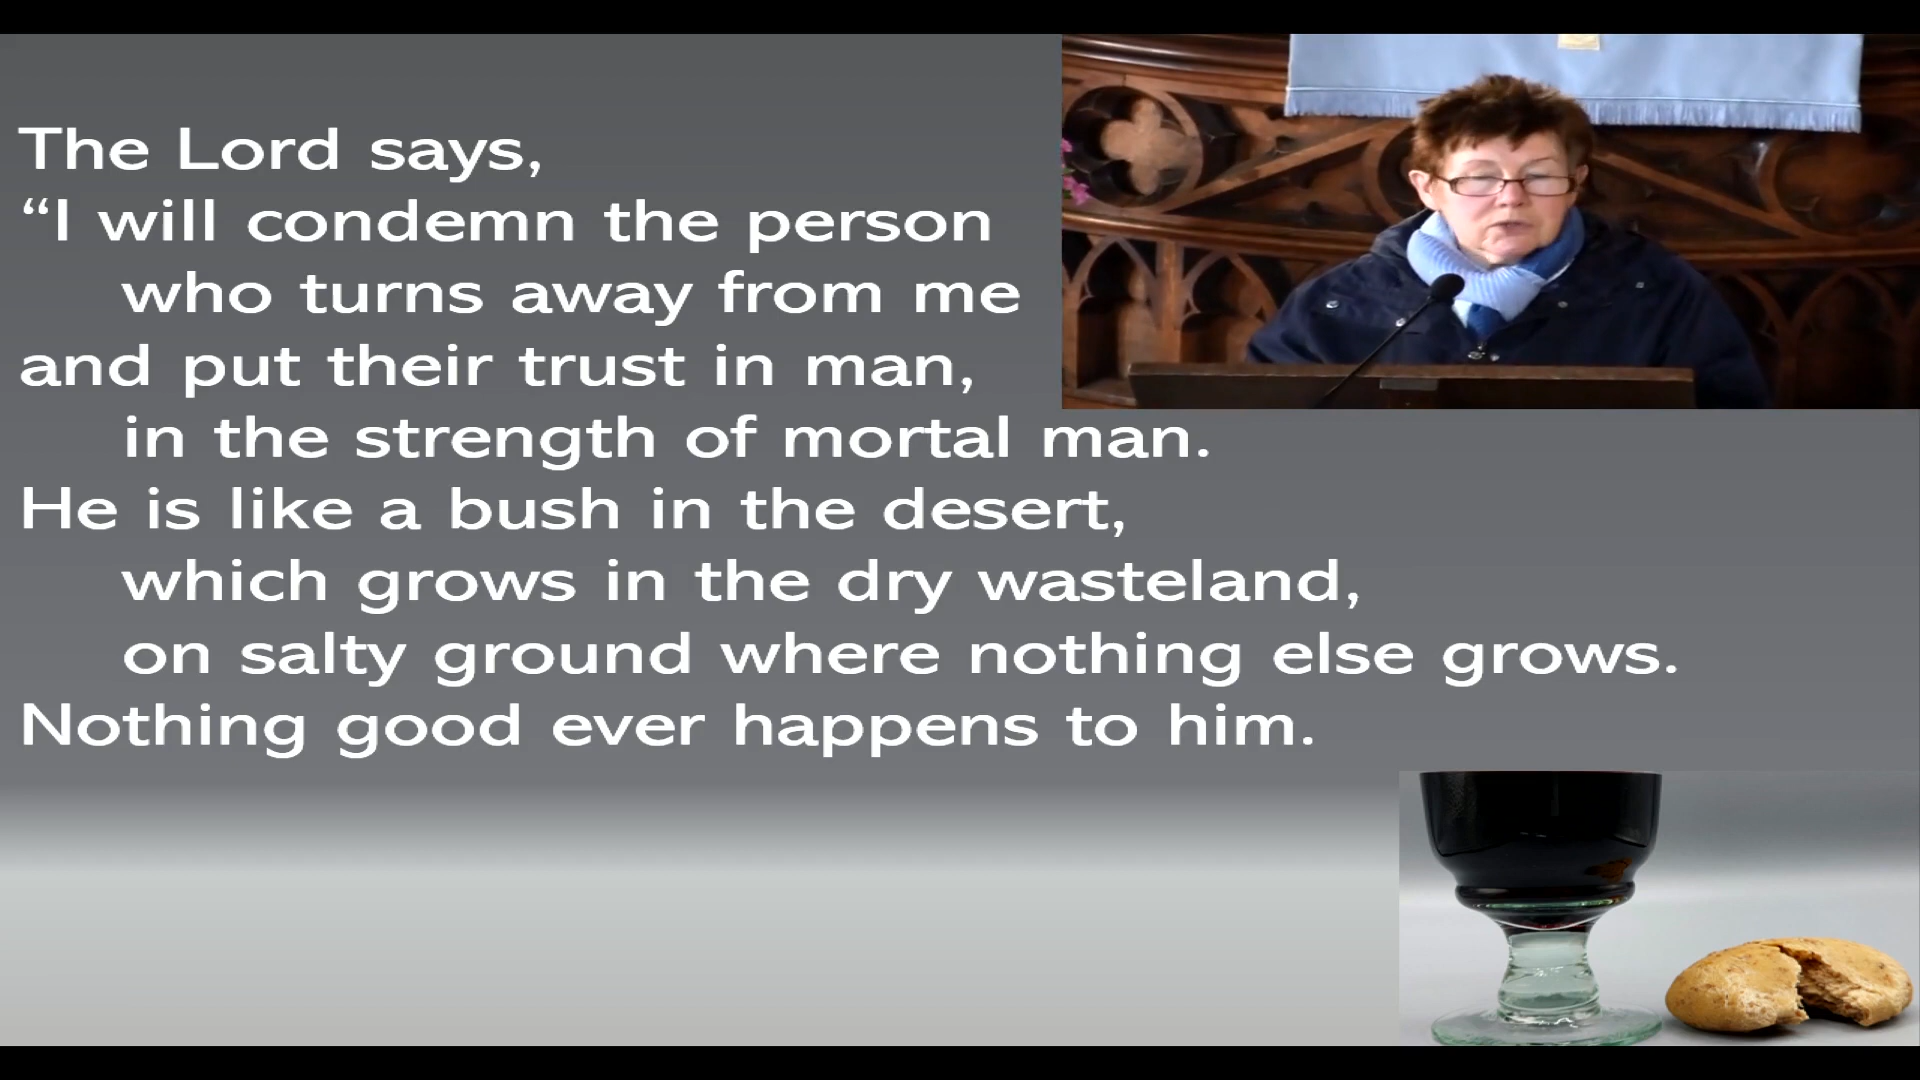 The Lord says,
“I will condemn the person
who turns away from me
and put their trust in man,
in the strength of mortal man.
He is like a bush in the desert,
which grows in the dry wasteland,
on salty ground where nothing else grows.
Nothing good ever happens to him.